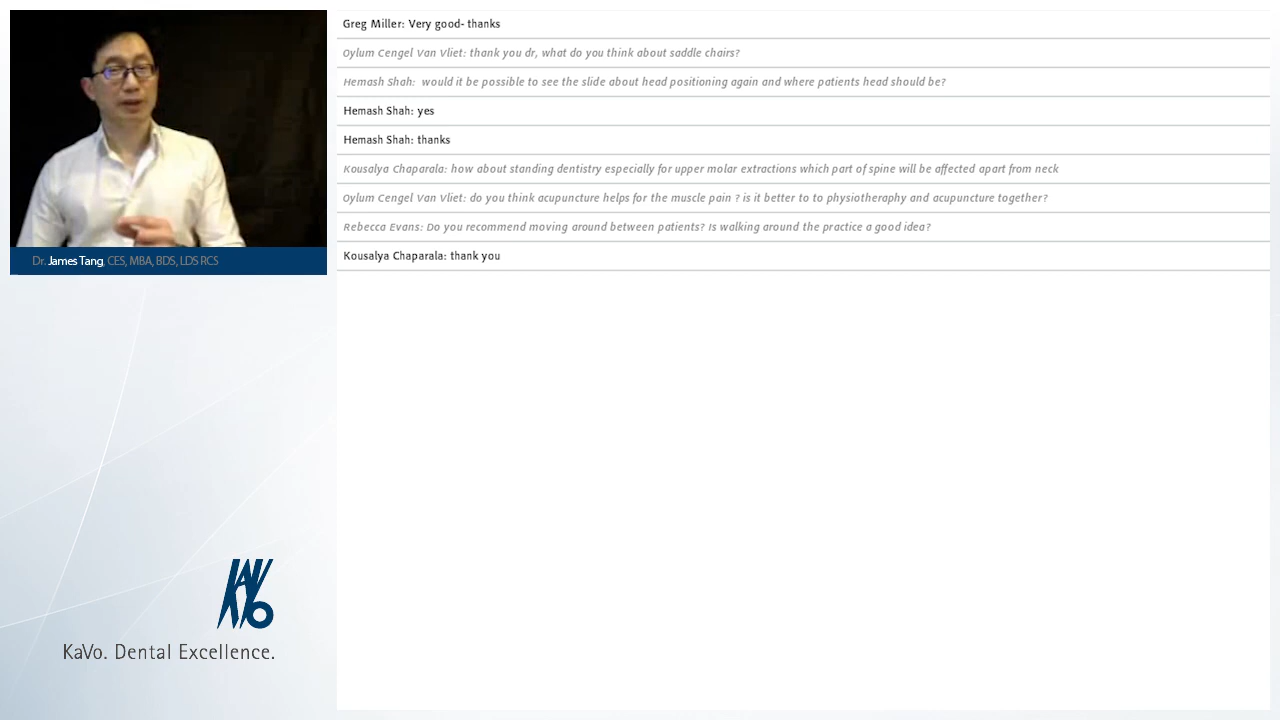 Greg Miller: Very good- thanks
Oylum Cengel Van Vliet: thank you dr, what do you think about saddle chairs?
Hemash Shah:  would it be possible to see the slide about head positioning again and where patients head should be?
Hemash Shah: yes
Hemash Shah: thanks
Kousalya Chaparala: how about standing dentistry especially for upper molar extractions which part of spine will be affected apart from neck
Oylum Cengel Van Vliet: do you think acupuncture helps for the muscle pain ? is it better to to physiotheraphy and acupuncture together?
Rebecca Evans: Do you recommend moving around between patients? Is walking around the practice a good idea?
Kousalya Chaparala: thank you
Dr. James Tang, CES, MBA, BDS, LDS RCS
KaVo
KaVo. Dental Excellence.